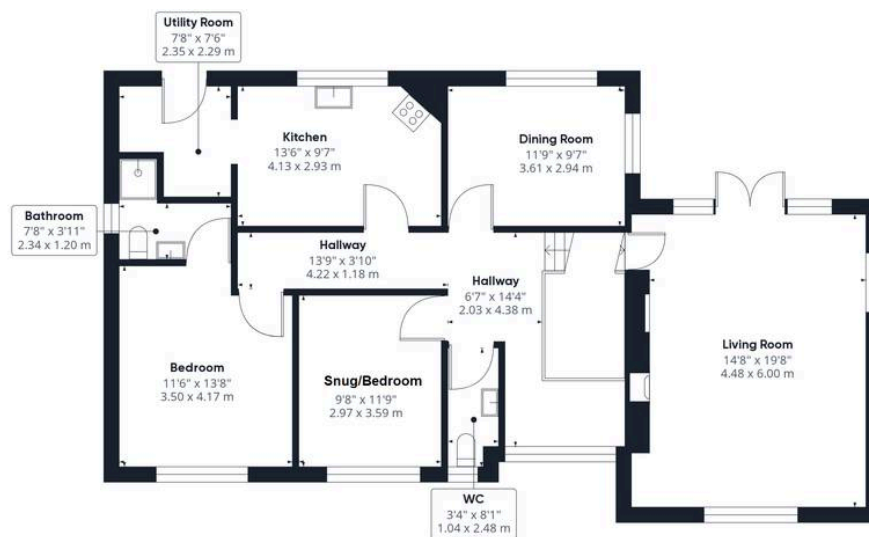 Utility Room
7'8" x 7'6"
2.35 x 2.29 m
Kitchen
13'6" x 9'7"
4.13 x 2.93 m
Dining Room
11'9" x 9'7"
3.61 x 2.94 m
Bathroom
7'8" x 3'11"
2.34 x 1.20 m
Hallway
13'9" x 3'10"
4.22 x 1.18 m
Hallway
6'7" x 14'4"
2.03 x 4.38 m
Living Room
14'8" x 19'8"
4.48 x 6.00 m
Bedroom
11'6" x 13'8"
3.50 x 4.17 m
Snug/Bedroom
9'8" x 11'9"
2.97 x 3.59 m
WC
3'4" x 8'1"
1.04 x 2.48 m